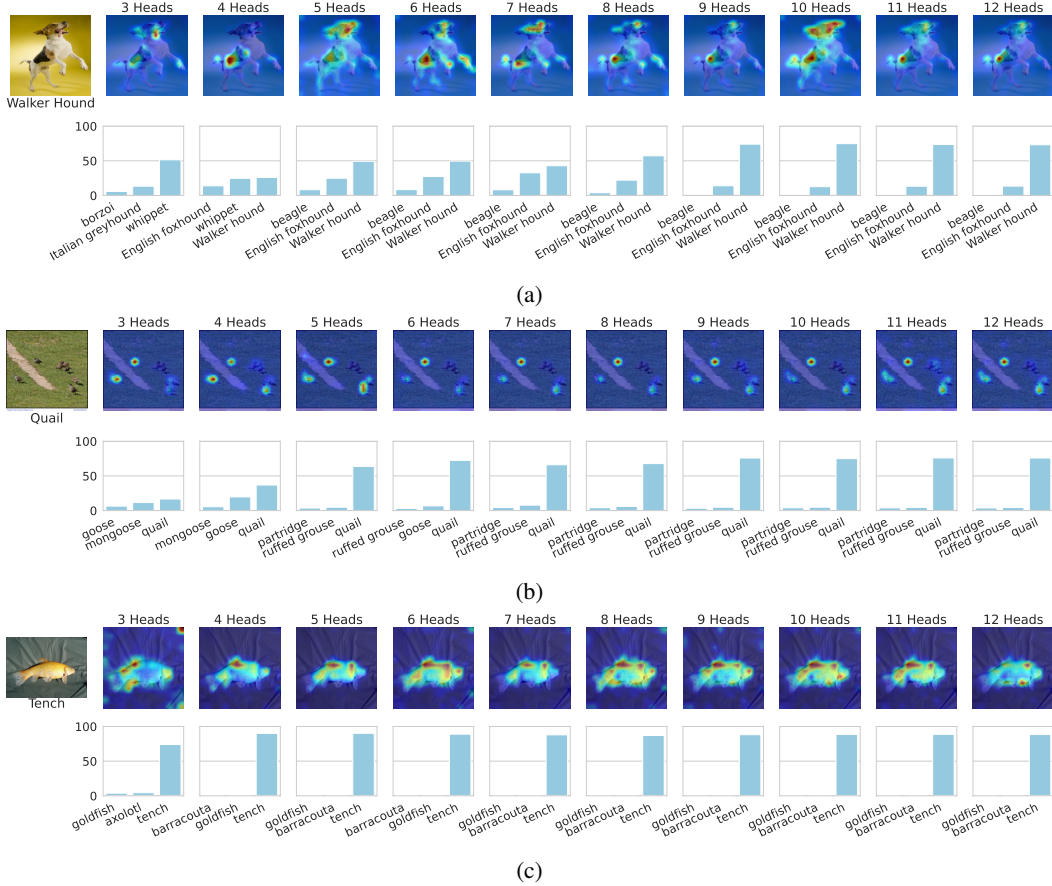 3 Heads 4 Heads 5 Heads 6 Heads 7 Heads 8 Heads 9 Heads 10 Heads 11 Heads 12 Heads
Walker Hound
100
50
0
borzoi Italian greyhound whippet English foxhound whippet Walker hound beagle English foxhound Walker hound beagle English foxhound Walker hound beagle English foxhound Walker hound beagle English foxhound Walker hound beagle English foxhound Walker hound beagle English foxhound Walker hound beagle English foxhound Walker hound beagle English foxhound Walker hound
(a)
3 Heads 4 Heads 5 Heads 6 Heads 7 Heads 8 Heads 9 Heads 10 Heads 11 Heads 12 Heads
Quail
100
50
0
goose mongoose quail mongoose goose quail partridge ruffed grouse quail ruffed grouse goose quail partridge ruffed grouse quail partridge ruffed grouse quail partridge ruffed grouse quail partridge ruffed grouse quail partridge ruffed grouse quail partridge ruffed grouse quail
(b)
3 Heads 4 Heads 5 Heads 6 Heads 7 Heads 8 Heads 9 Heads 10 Heads 11 Heads 12 Heads
Tench
100
50
0
goldfish axolotl tench barracouta goldfish tench goldfish barracouta tench barracouta goldfish tench goldfish barracouta tench goldfish barracouta tench goldfish barracouta tench goldfish barracouta tench goldfish barracouta tench goldfish barracouta tench
(c)